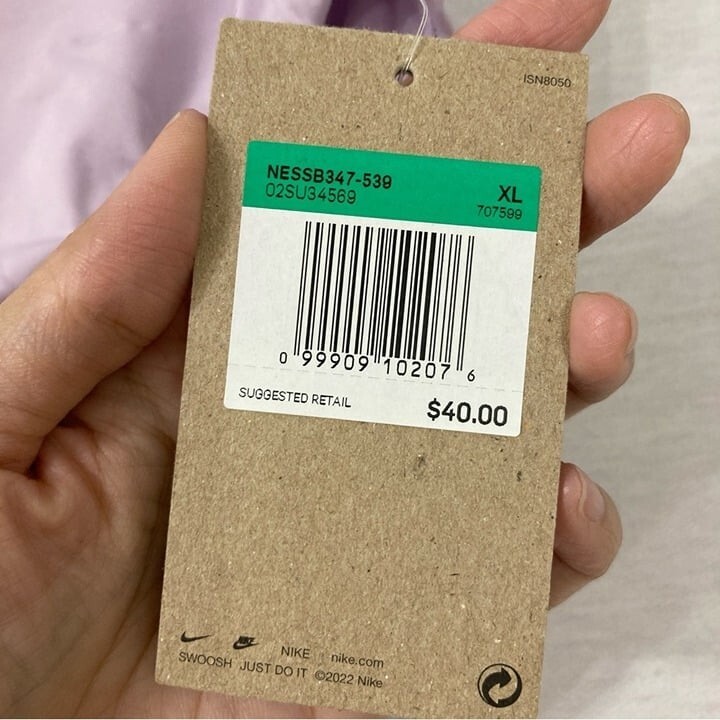 ISN8050
NESSB347-539
02SU34569
XL
707599
0 99909 10207 6
SUGGESTED RETAIL
$40.00
NIKE nike.com
SWOOSH JUST DO IT ©2022 Nike